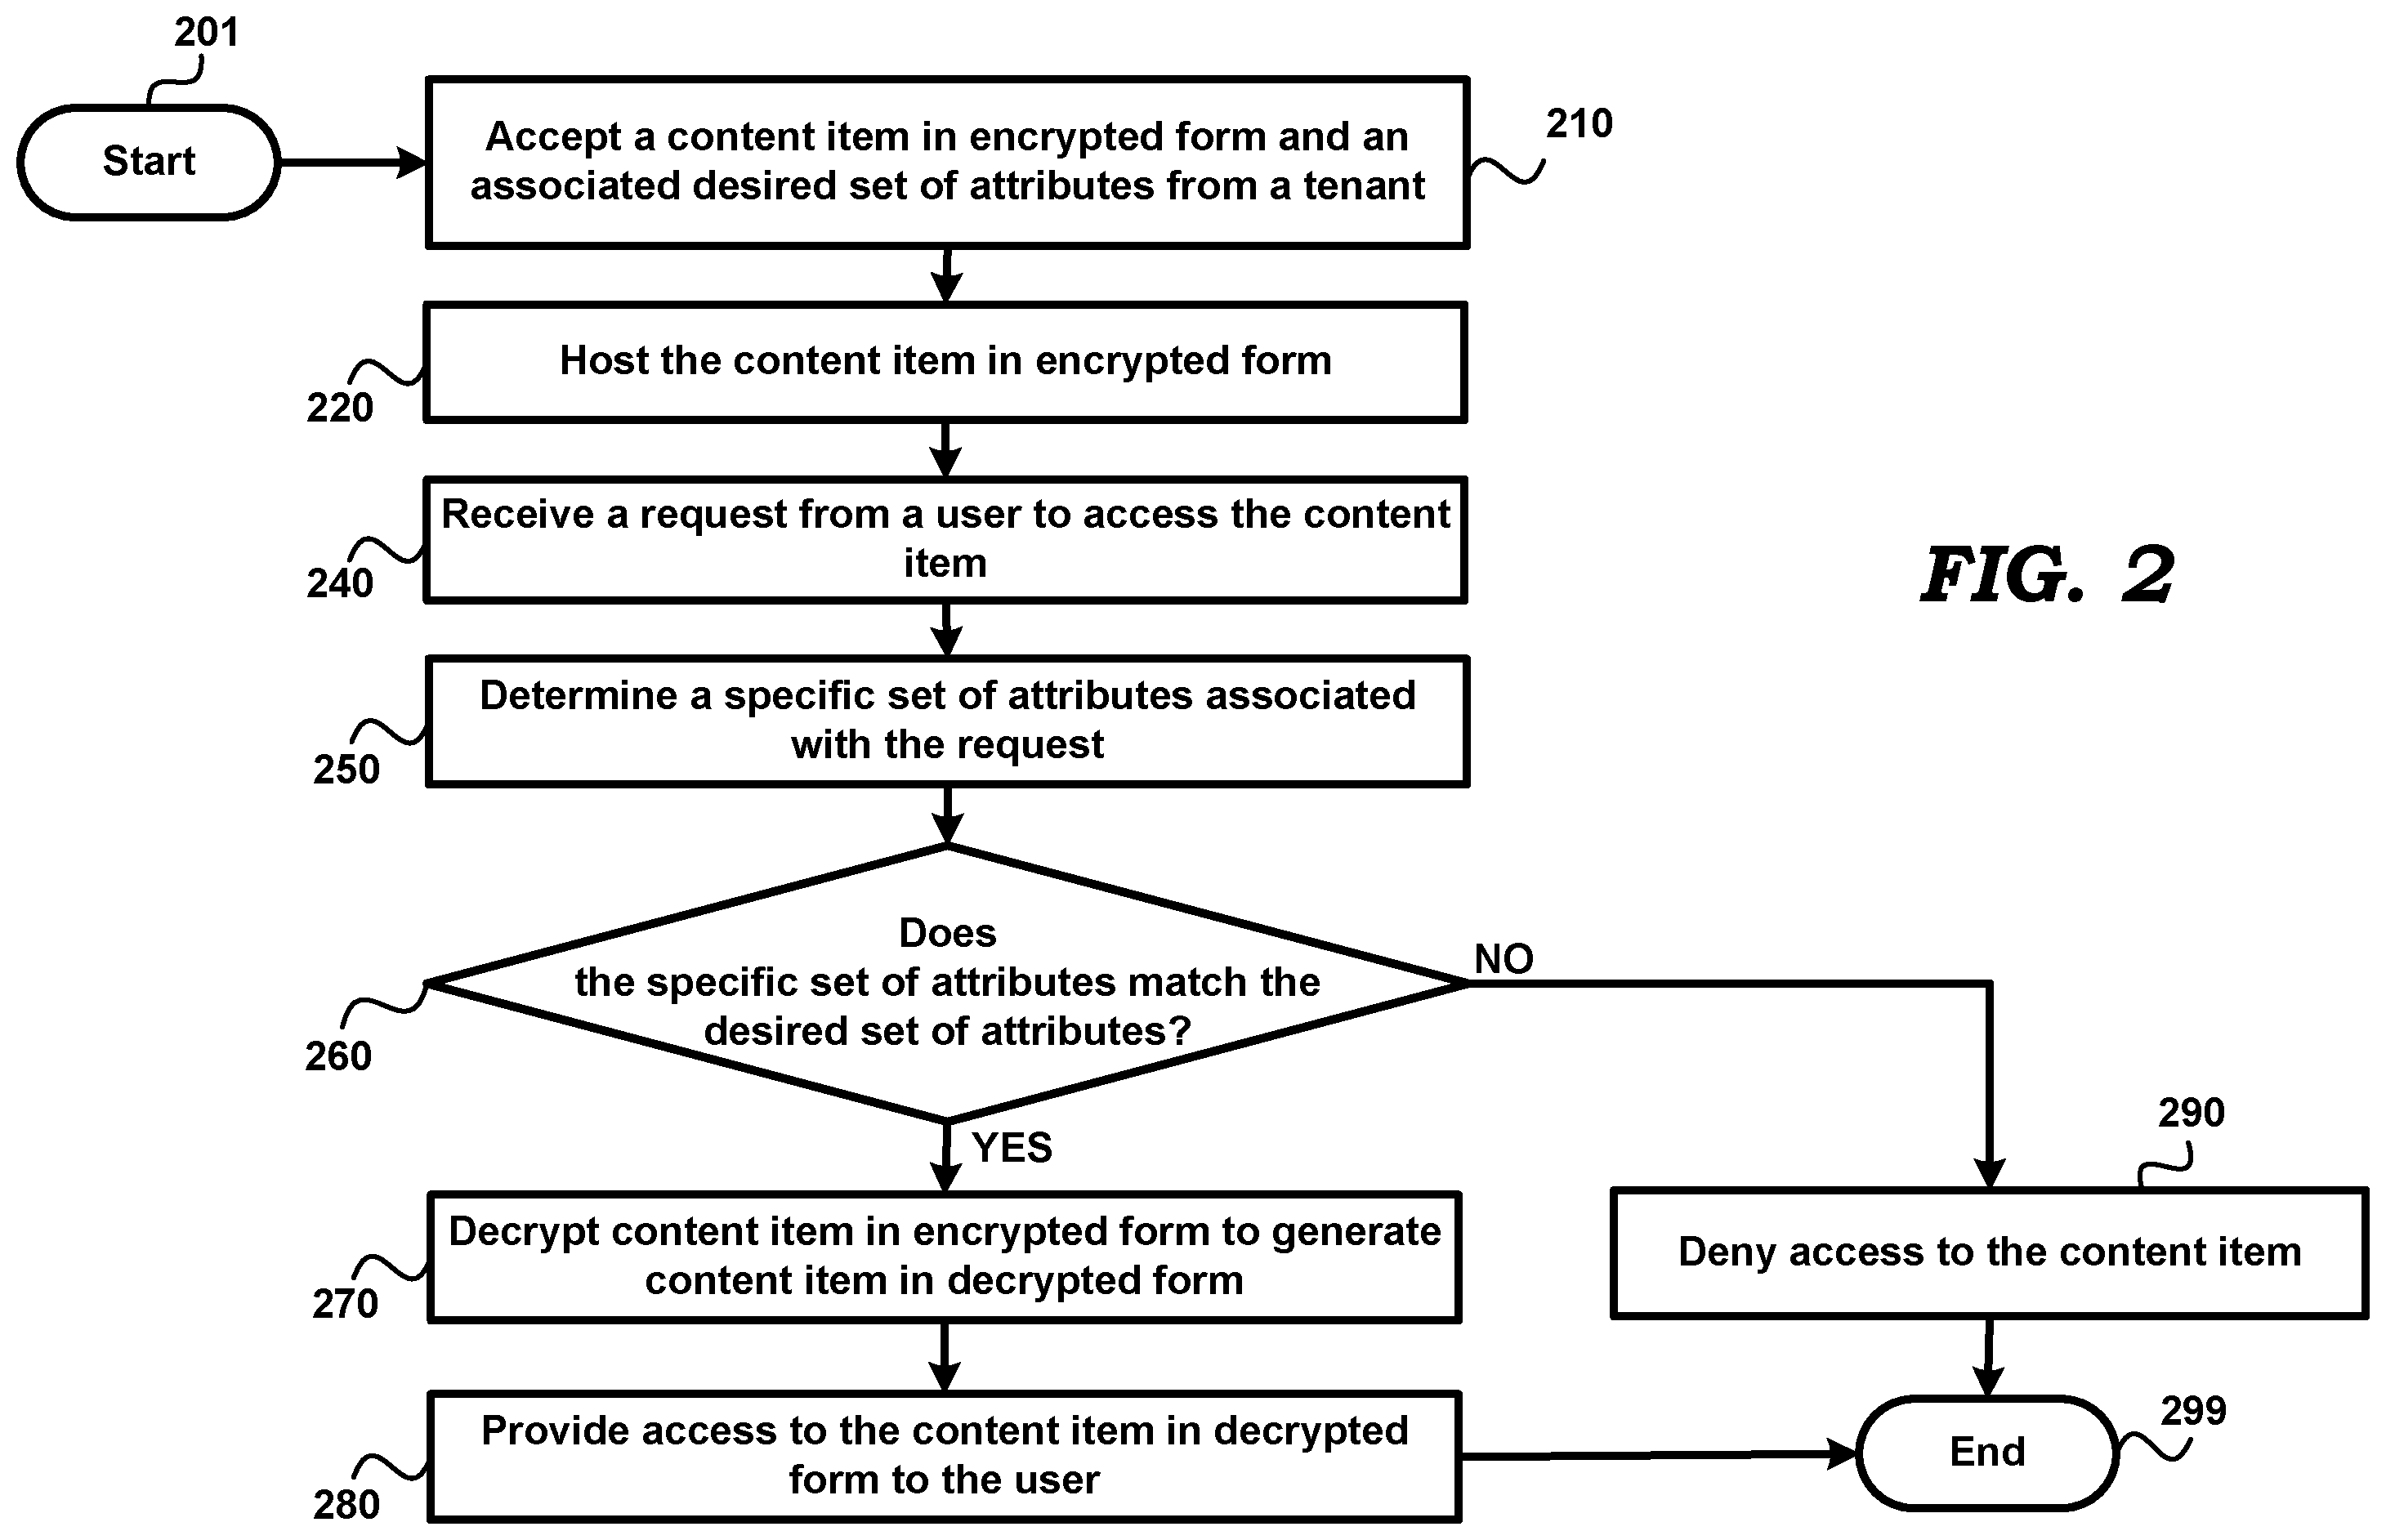 201
Start
Accept a content item in encrypted form and an
associated desired set of attributes from a tenant
210
Host the content item in encrypted form
220
Receive a request from a user to access the content
item
240
FIG. 2
Determine a specific set of attributes associated
with the request
250
Does
the specific set of attributes match the
desired set of attributes?
260
NO
YES
290
Decrypt content item in encrypted form to generate
content item in decrypted form
270
Deny access to the content item
Provide access to the content item in decrypted
form to the user
280
End
299